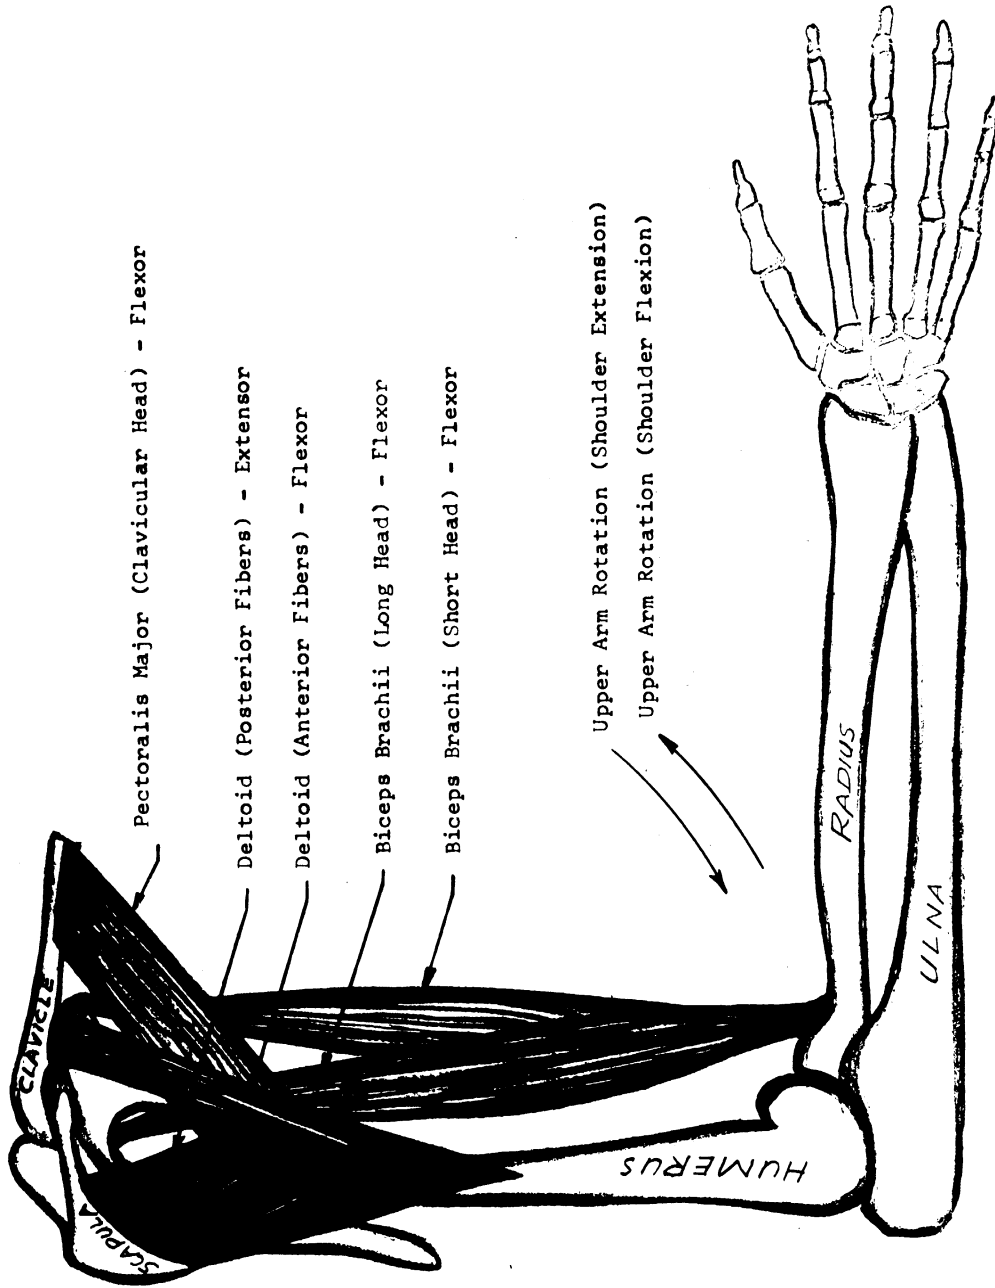 Pectoralis Major (Clavicular Head) - Flexor
Deltoid (Posterior Fibers) - Extensor
Deltoid (Anterior Fibers) - Flexor
Biceps Brachii (Long Head) - Flexor
Biceps Brachii (Short Head) - Flexor
Upper Arm Rotation (Shoulder Extension)
Upper Arm Rotation (Shoulder Flexion)
CLAVICLE
SCAPULA
HUMERUS
RADIUS
ULNA